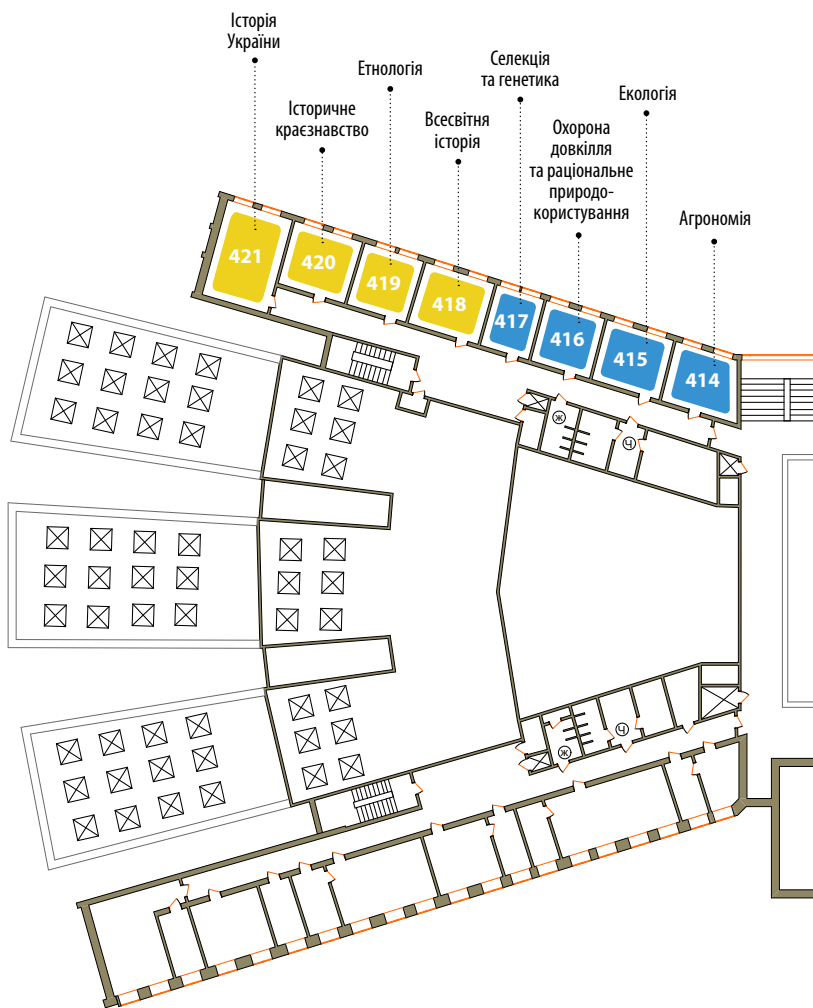 Історія
України
Історичне
краєзнавство
Етнологія
Всесвітня
історія
Селекція
та генетика
Охорона
довкілля
та раціональне
природо-
користування
Екологія
Агрономія
421
420
419
418
417
416
415
414
Ж
Ч
Ч
Ж